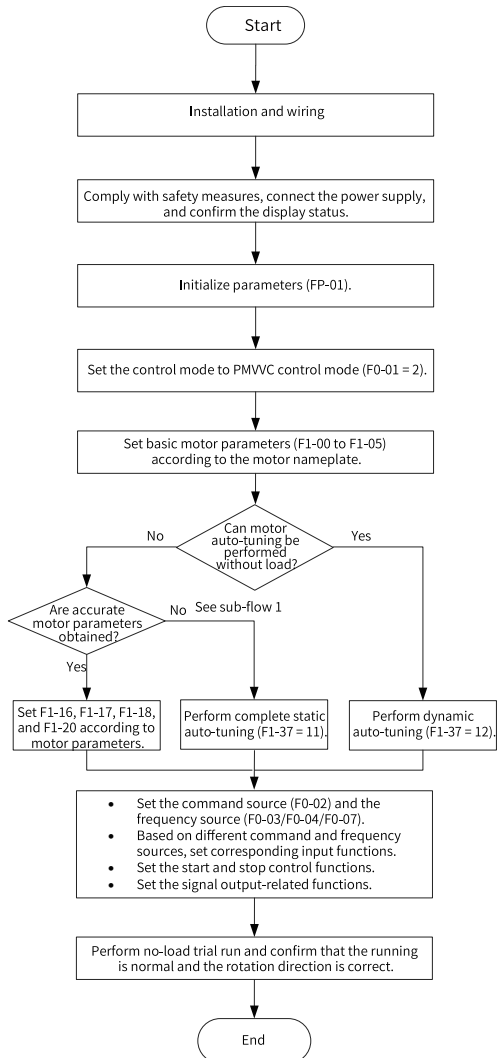 Start
Installation and wiring
Comply with safety measures, connect the power supply,
and confirm the display status.
Initialize parameters (FP-01).
Set the control mode to PMVVC control mode (F0-01 = 2).
Set basic motor parameters (F1-00 to F1-05)
according to the motor nameplate.
No
Can motor
auto-tuning be
performed
without load?
Yes
Are accurate
motor parameters
obtained?
No See sub-flow 1
Yes
Set F1-16, F1-17, F1-18,
and F1-20 according to
motor parameters.
Perform complete static
auto-tuning (F1-37 = 11).
Perform dynamic
auto-tuning (F1-37 = 12).
• Set the command source (F0-02) and the
frequency source (F0-03/F0-04/F0-07).
• Based on different command and frequency
sources, set corresponding input functions.
• Set the start and stop control functions.
• Set the signal output-related functions.
Perform no-load trial run and confirm that the running
is normal and the rotation direction is correct.
End